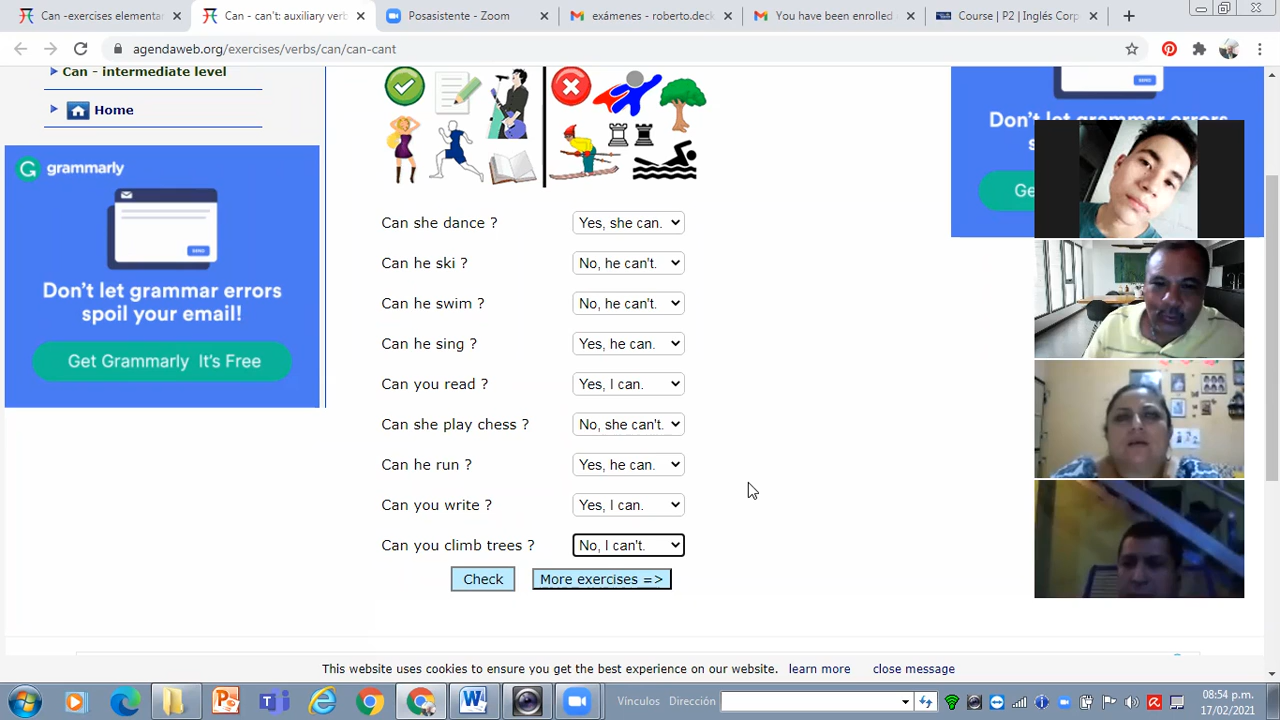 Can -exercises elementa
Can - can't: auxiliary verb
Posasistente - Zoom
exámenes - roberto.deck
You have been enrolled
Course | P2 | Inglés Corp
agendaweb.org/exercises/verbs/can/can-cant
Can - intermediate level
Home
grammarly
Don't let grammar errors
spoil your email!
Get Grammarly It's Free
Don't let grammar errors
Ge
Can she dance ? Yes, she can.
Can he ski ? No, he can't.
Can he swim ? No, he can't.
Can he sing ? Yes, he can.
Can you read ? Yes, I can.
Can she play chess ? No, she can't.
Can he run ? Yes, he can.
Can you write ? Yes, I can.
Can you climb trees ? No, I can't.
Check More exercises =>
This website uses cookies to ensure you get the best experience on our website. learn more close message
Vínculos Dirección
08:54 p.m.
17/02/2021